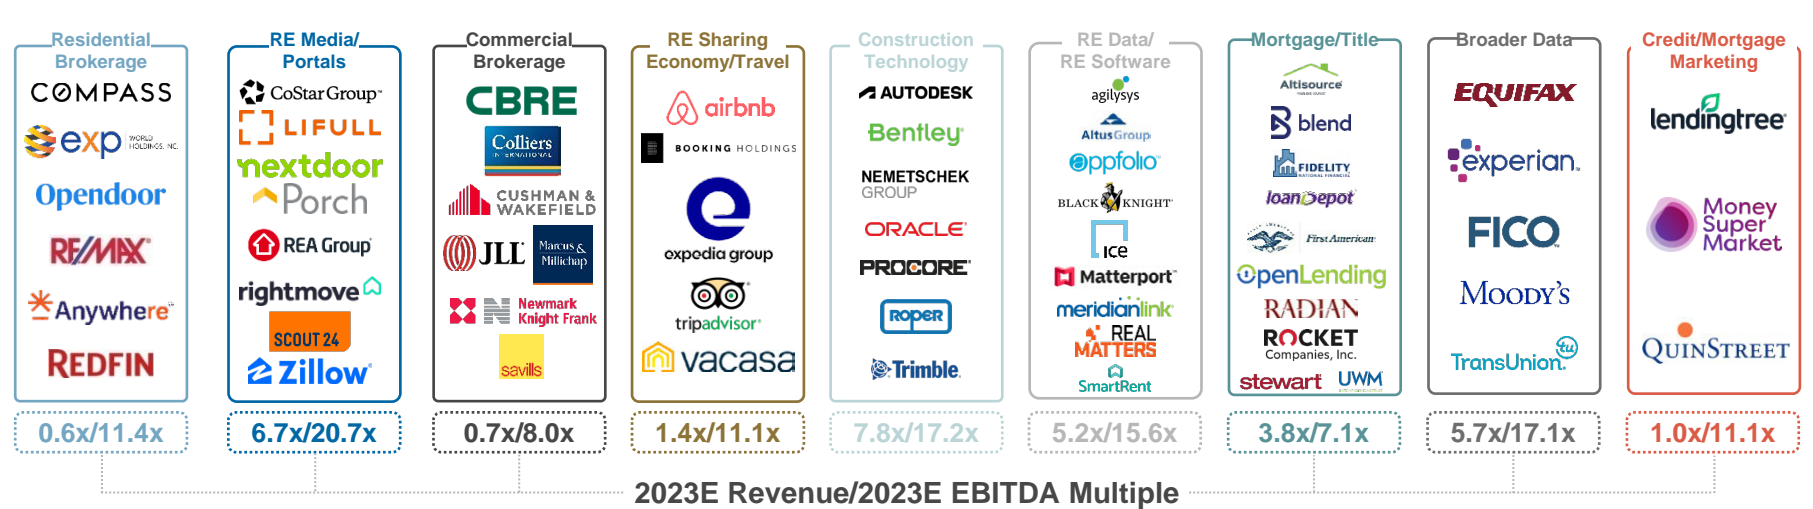 Residential
Brokerage
COMPASS
exp WORLD
HOLDINGS, INC.
Opendoor
RE/MAX
Anywhere
REDFIN
0.6x/11.4x
RE Media/
Portals
CoStar Group™
LIFULL
nextdoor
Porch
REA Group
rightmove
SCOUT 24
Zillow
6.7x/20.7x
Commercial
Brokerage
CBRE
Colliers
INTERNATIONAL
CUSHMAN &
WAKEFIELD
JLL
Marcus &
Millichap
Newmark
Knight Frank
savills
0.7x/8.0x
RE Sharing
Economy/Travel
airbnb
BOOKING HOLDINGS
expedia group
tripadvisor
vacasa
1.4x/11.1x
Construction
Technology
AUTODESK
Bentley
NEMETSCHEK
GROUP
ORACLE
PROCORE
ROPER
Trimble
7.8x/17.2x
RE Data/
RE Software
agilysys
AltusGroup
appfolio
BLACK KNIGHT
ICE
Matterport™
meridianlink
REAL
MATTERS
SmartRent
5.2x/15.6x
Mortgage/Title
Altisource
blend
FIDELITY
NATIONAL FINANCIAL
loanDepot
First American
OpenLending
RADIAN
ROCKET
Companies, Inc.
stewart
UWM
3.8x/7.1x
Broader Data
EQUIFAX
experian
FICO
MOODY'S
TransUnion tu
5.7x/17.1x
Credit/Mortgage
Marketing
lendingtree
Money
Super
Market
QUINSTREET
1.0x/11.1x
2023E Revenue/2023E EBITDA Multiple